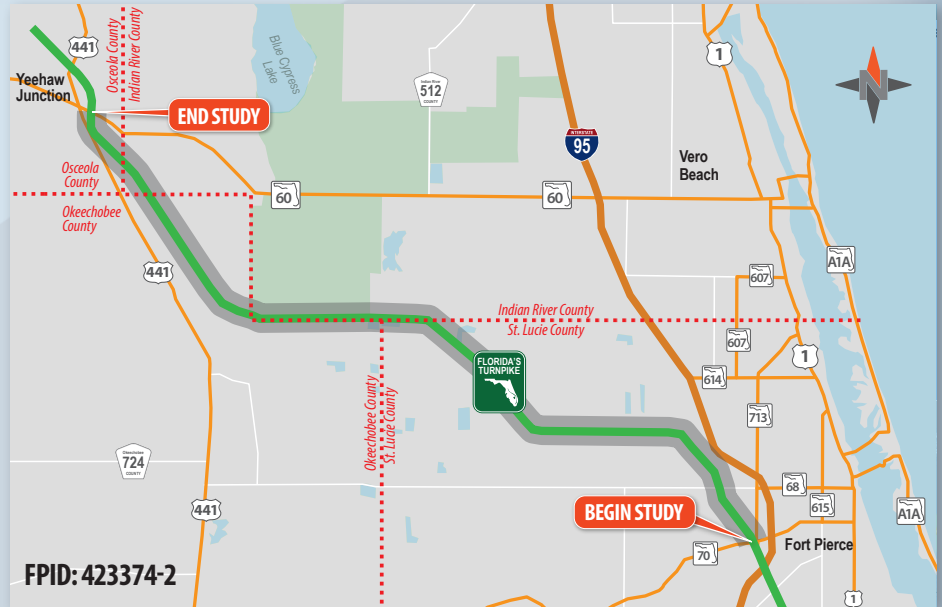 441
Osceola County
Indian River County
Blue Cypress
Lake
1
N
Yeehaw
Junction
Indian River
512
COUNTY
END STUDY
INTERSTATE
95
Vero
Beach
Osceola
County
60
60
Okeechobee
County
441
A1A
607
Indian River County
St. Lucie County
607
1
FLORIDA'S
TURNPIKE
614
713
Okeechobee County
St. Lucie County
Okeechobee
724
COUNTY
68
615
441
BEGIN STUDY
A1A
70
Fort Pierce
FPID: 423374-2
1